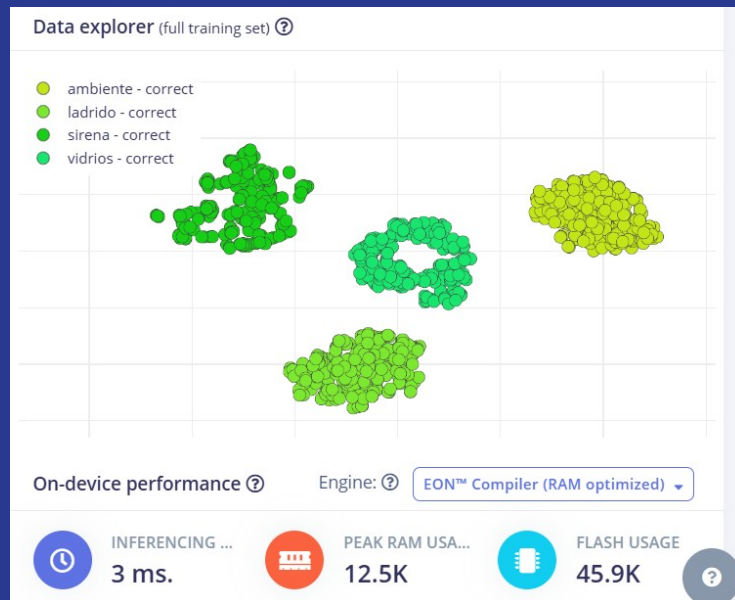 Data explorer (full training set) ?
ambiente - correct
ladrido - correct
sirena - correct
vidrios - correct
On-device performance ? Engine: ? EON™ Compiler (RAM optimized)
INFERENCING ... PEAK RAM USA... FLASH USAGE
3 ms. 12.5K 45.9K
?